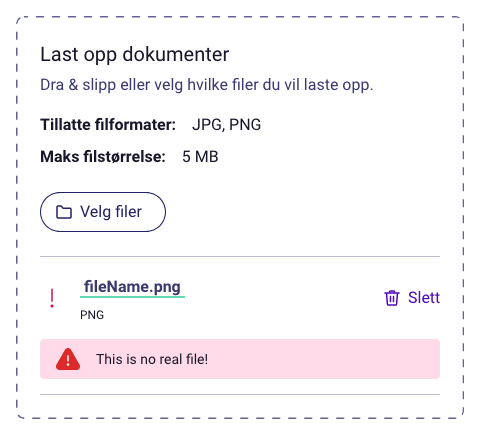 Last opp dokumenter
Dra & slipp eller velg hvilke filer du vil laste opp.
Tillatte filformater: JPG, PNG
Maks filstørrelse: 5 MB
Velg filer
! fileName.png
Slett
PNG
This is no real file!